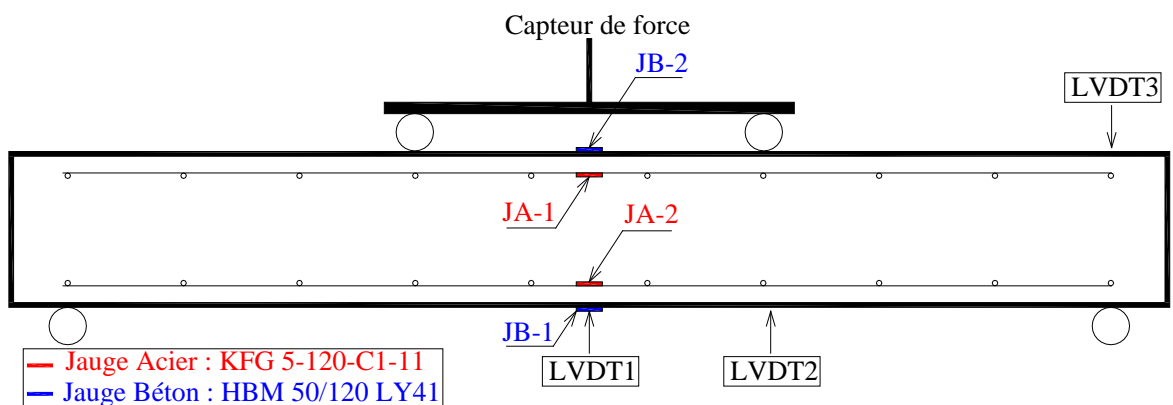 Capteur de force
JB-2
LVDT3
JA-1
JA-2
JB-1
LVDT1
LVDT2
Jauge Acier : KFG 5-120-C1-11
Jauge Béton : HBM 50/120 LY41